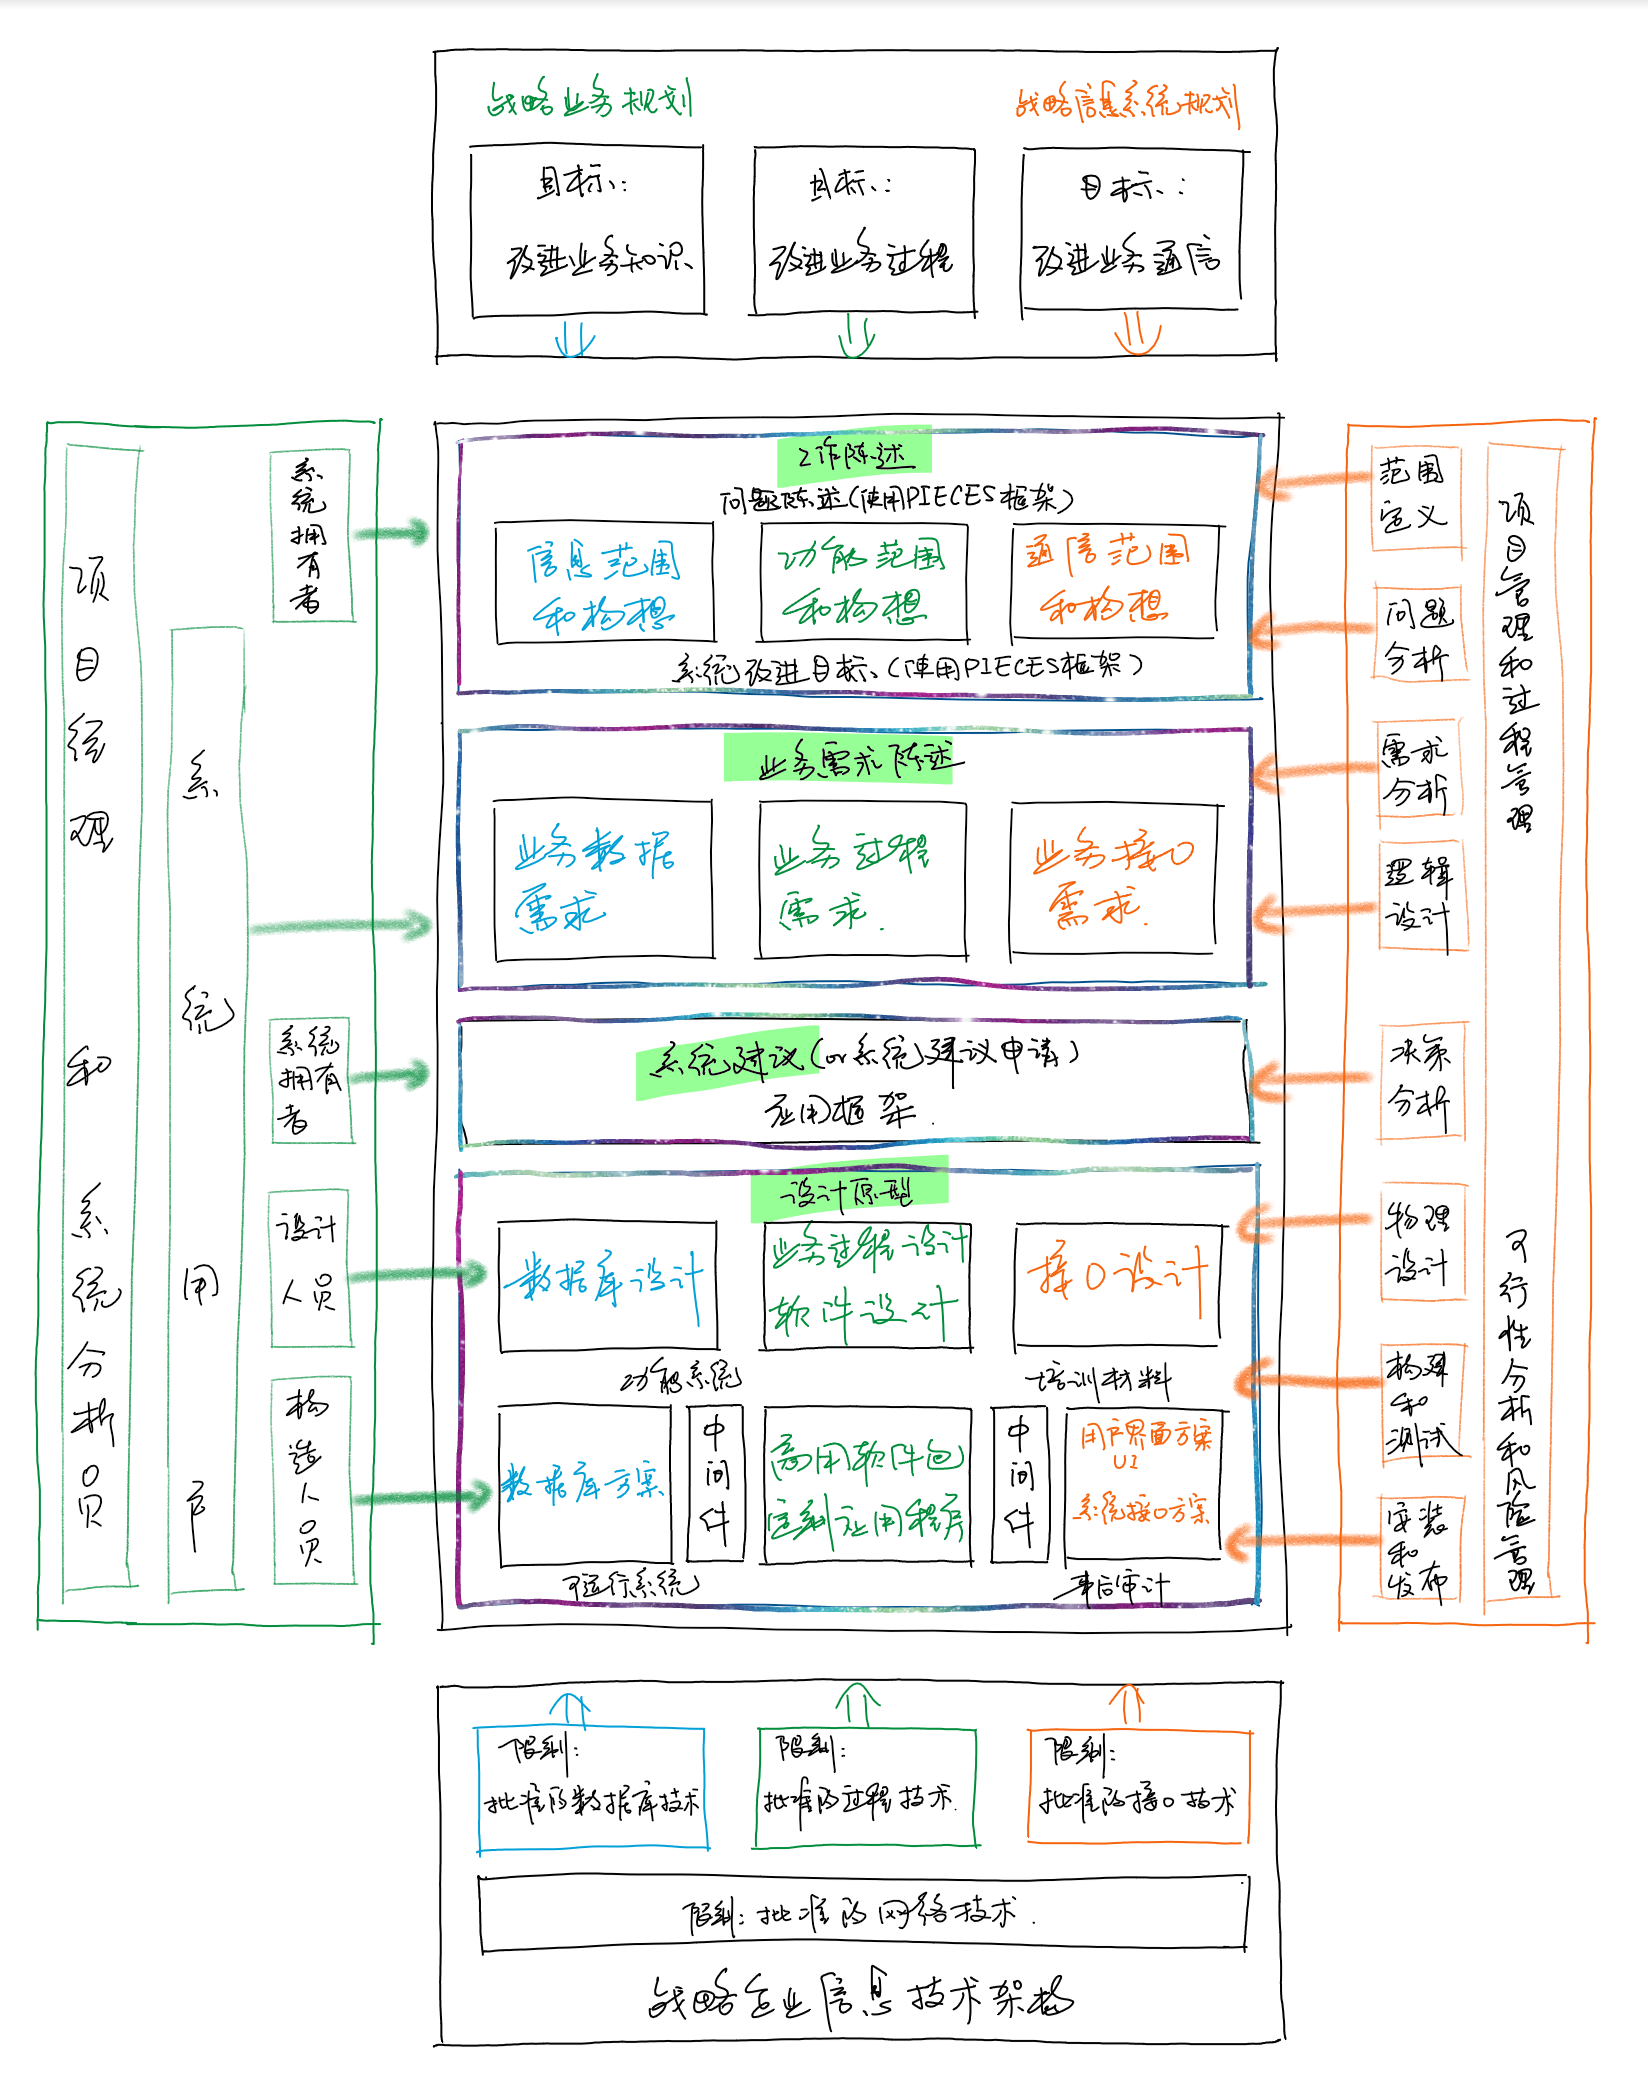 战略业务规划
战略信息系统规划
目标:
改进业务知识
目标:
改进业务过程
目标:
改进业务通信
项目经理和系统分析员
系统用户
系统拥有者
系统拥有者
设计人员
构造人员
工作陈述
问题陈述(使用PIECES框架)
信息范围
和构想
功能范围
和构想
通信范围
和构想
系统改进目标(使用PIECES框架)
业务需求陈述
业务数据
需求
业务过程
需求.
业务接口
需求.
系统建议(or系统建议申请)
应用框架.
设计原型
数据库设计
业务过程设计
软件设计
接口设计
功能系统
培训材料
数据库方案
中间件
商用软件包
定制应用程序
中间件
用户界面方案
UI
系统接口方案
可运行系统
事后审计
范围
定义
问题
分析
需求
分析
逻辑
设计
决策
分析
物理
设计
构建
和
测试
安装
和
发布
项目管理和过程管理
可行性分析和风险管理
限制:
批准的数据库技术
限制:
批准的过程技术.
限制:
批准的接口技术
限制:批准的网络技术.
战略企业信息技术架构